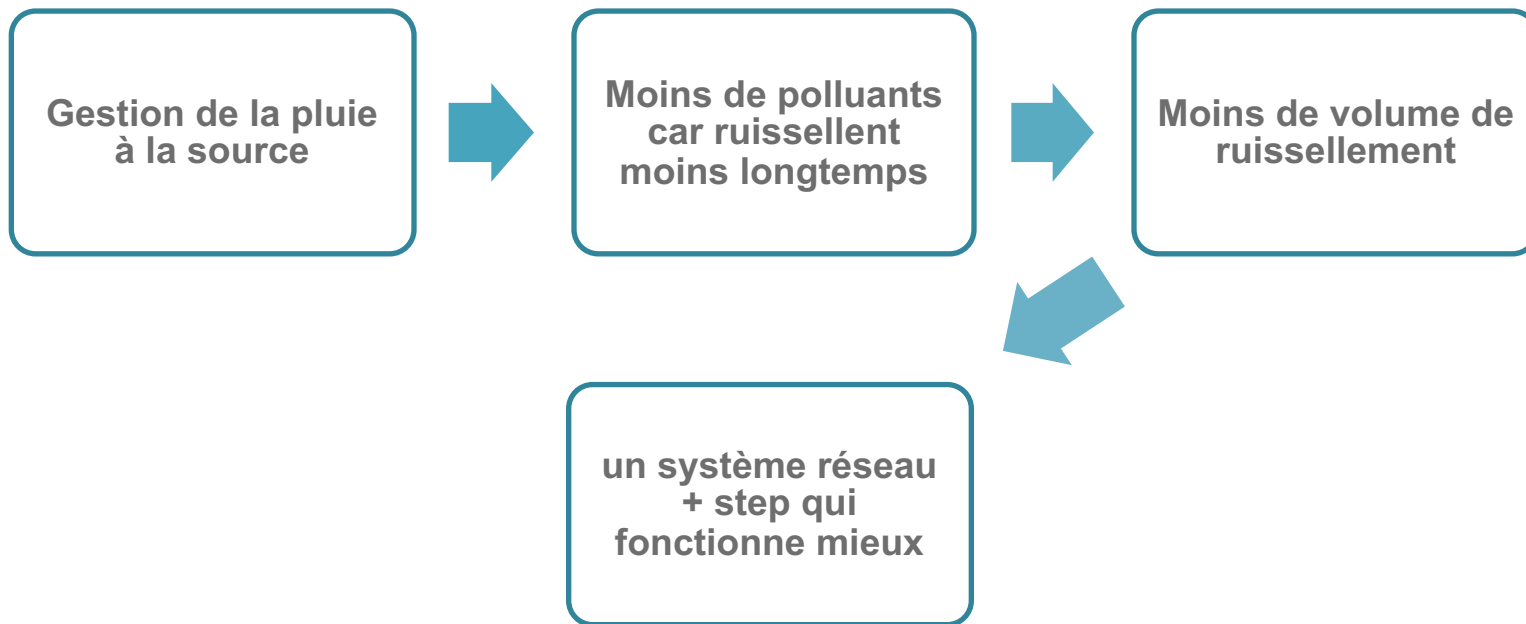 Gestion de la pluie
à la source
Moins de polluants
car ruissellent
moins longtemps
Moins de volume de
ruissellement
un système réseau
+ step qui
fonctionne mieux